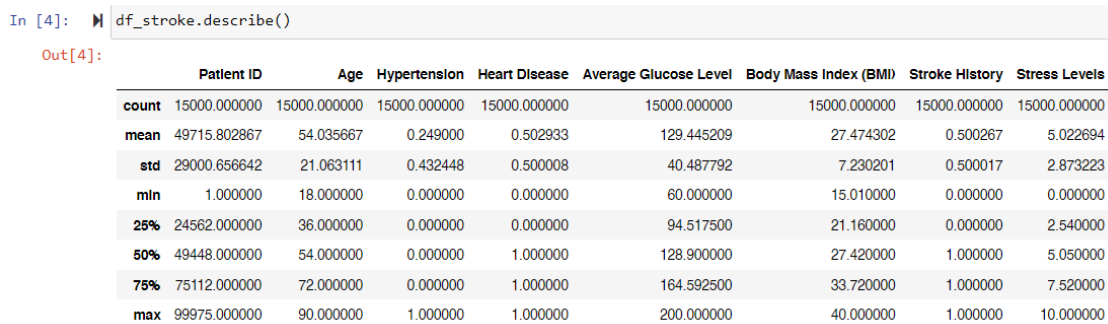 In [4]: df_stroke.describe()
Out[4]:
Patient ID Age Hypertension Heart Disease Average Glucose Level Body Mass Index (BMI) Stroke History Stress Levels
count 15000.000000 15000.000000 15000.000000 15000.000000 15000.000000 15000.000000 15000.000000 15000.000000
mean 49715.802867 54.035667 0.249000 0.502933 129.445209 27.474302 0.500267 5.022694
std 29000.656642 21.063111 0.432448 0.500008 40.487792 7.230201 0.500017 2.873223
min 1.000000 18.000000 0.000000 0.000000 60.000000 15.010000 0.000000 0.000000
25% 24562.000000 36.000000 0.000000 0.000000 94.517500 21.160000 0.000000 2.540000
50% 49448.000000 54.000000 0.000000 1.000000 128.900000 27.420000 1.000000 5.050000
75% 75112.000000 72.000000 0.000000 1.000000 164.592500 33.720000 1.000000 7.520000
max 99975.000000 90.000000 1.000000 1.000000 200.000000 40.000000 1.000000 10.000000